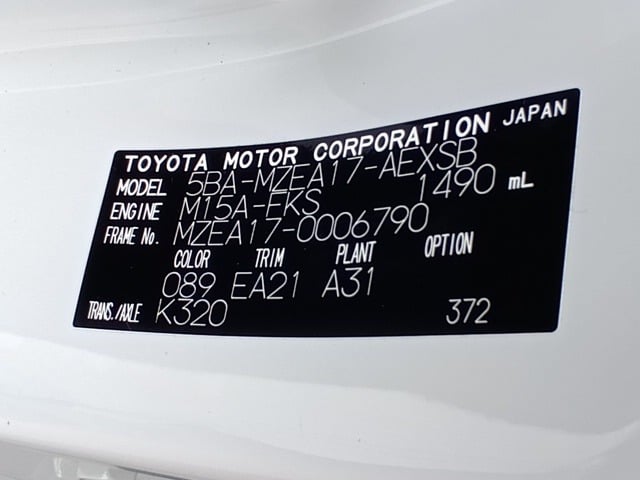 TOYOTA MOTOR CORPORATION JAPAN
MODEL 5BA-MZEA17-AEXSB
ENGINE M15A-EKS 1490 mL
FRAME No. MZEA17-0006790
COLOR TRIM PLANT OPTION
089 EA21 A31
TRANS./AXLE K320 372